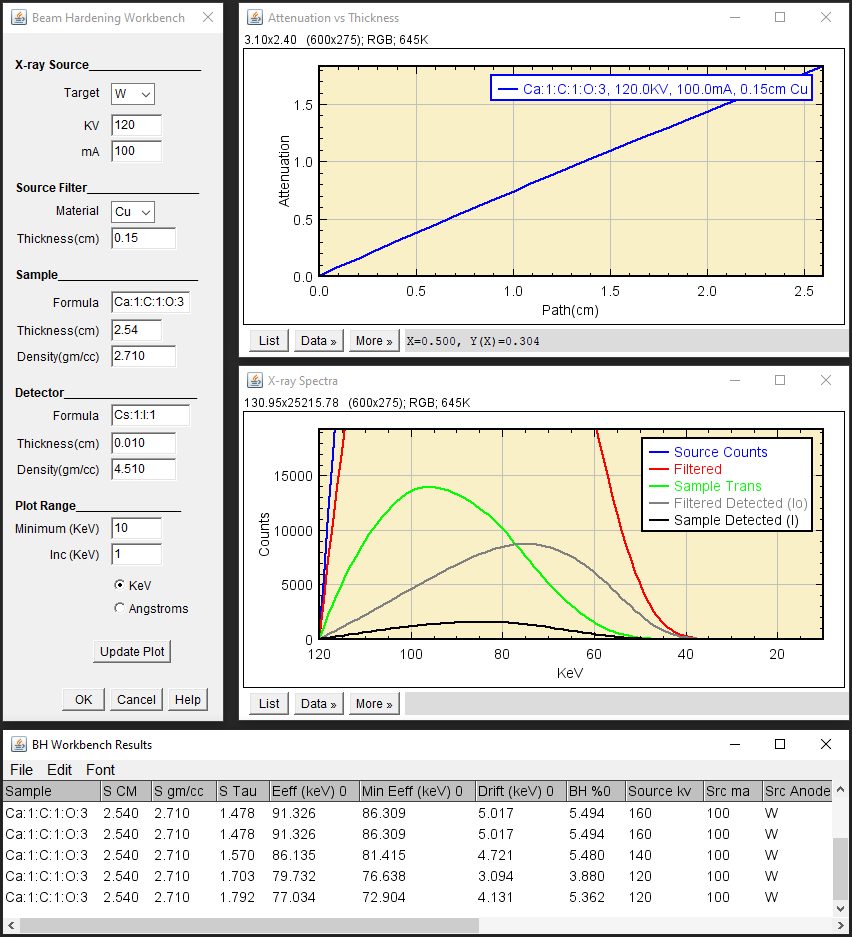 Beam Hardening Workbench
X-ray Source
Target W
KV 120
mA 100
Source Filter
Material Cu
Thickness(cm) 0.15
Sample
Formula Ca:1:C:1:O:3
Thickness(cm) 2.54
Density(gm/cc) 2.710
Detector
Formula Cs:1:I:1
Thickness(cm) 0.010
Density(gm/cc) 4.510
Plot Range
Minimum (KeV) 10
Inc (KeV) 1
KeV
Angstroms
Update Plot
OK Cancel Help
Attenuation vs Thickness
3.10x2.40 (600x275); RGB; 645K
Ca:1:C:1:O:3, 120.0KV, 100.0mA, 0.15cm Cu
1.5
1.0
0.5
0.0
Attenuation
0.0 0.5 1.0 1.5 2.0 2.5
Path(cm)
List Data » More » X=0.500, Y(X)=0.304
X-ray Spectra
130.95x25215.78 (600x275); RGB; 645K
Source Counts
Filtered
Sample Trans
Filtered Detected (Io)
Sample Detected (I)
15000
10000
5000
0
Counts
120 100 80 60 40 20
KeV
List Data » More »
BH Workbench Results
File Edit Font
Sample S CM S gm/cc S Tau Eeff (keV) 0 Min Eeff (keV) 0 Drift (keV) 0 BH %0 Source kv Src ma Src Anode
Ca:1:C:1:O:3 2.540 2.710 1.478 91.326 86.309 5.017 5.494 160 100 W
Ca:1:C:1:O:3 2.540 2.710 1.478 91.326 86.309 5.017 5.494 160 100 W
Ca:1:C:1:O:3 2.540 2.710 1.570 86.135 81.415 4.721 5.480 140 100 W
Ca:1:C:1:O:3 2.540 2.710 1.703 79.732 76.638 3.094 3.880 120 100 W
Ca:1:C:1:O:3 2.540 2.710 1.792 77.034 72.904 4.131 5.362 120 100 W